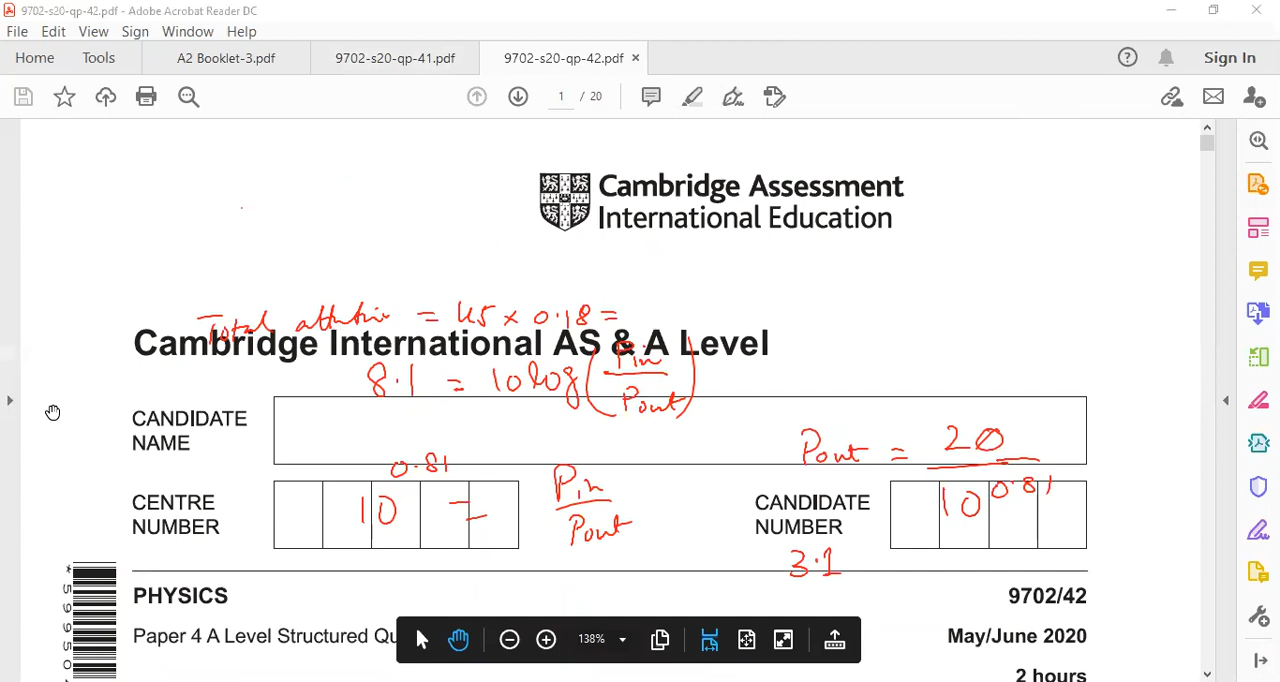 9702-s20-qp-42.pdf - Adobe Acrobat Reader DC
File Edit View Sign Window Help
Home Tools A2 Booklet-3.pdf 9702-s20-qp-41.pdf 9702-s20-qp-42.pdf × Sign In
1 / 20
Cambridge Assessment
International Education
Total = 45 × 0.18 =
Cambridge International AS & A Level
8.1 = 10 log (Pin/Pout)
CANDIDATE
NAME
Pout = 20/10^0.81
10^0.81 = Pin/Pout
CENTRE
NUMBER
CANDIDATE
NUMBER
3.1
PHYSICS 9702/42
Paper 4 A Level Structured Qu May/June 2020
2 hours
138%